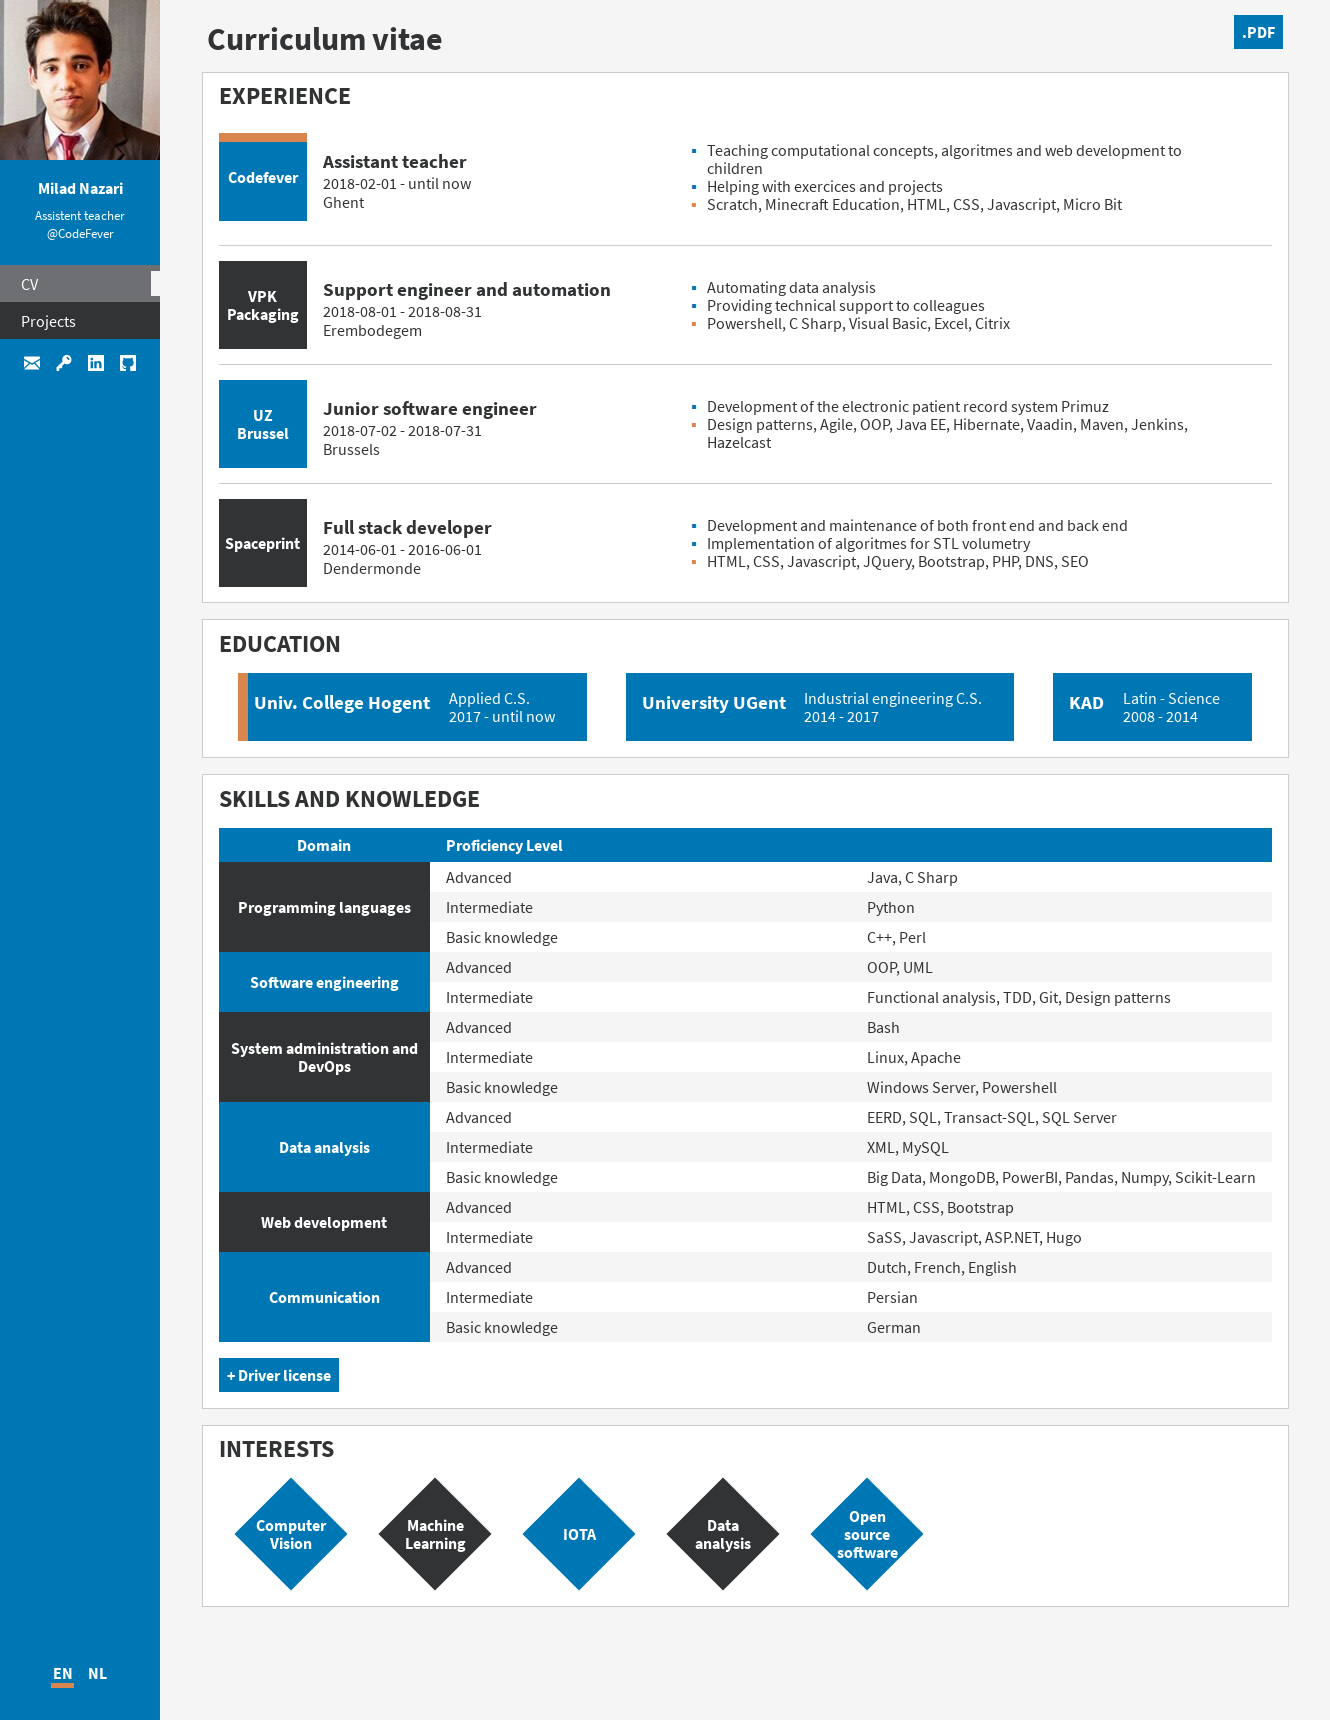 Milad Nazari
Assistent teacher
@CodeFever
CV
Projects
EN NL
Curriculum vitae
.PDF
EXPERIENCE
Codefever
Assistant teacher
2018-02-01 - until now
Ghent
Teaching computational concepts, algoritmes and web development to
children
Helping with exercices and projects
Scratch, Minecraft Education, HTML, CSS, Javascript, Micro Bit
VPK
Packaging
Support engineer and automation
2018-08-01 - 2018-08-31
Erembodegem
Automating data analysis
Providing technical support to colleagues
Powershell, C Sharp, Visual Basic, Excel, Citrix
UZ
Brussel
Junior software engineer
2018-07-02 - 2018-07-31
Brussels
Development of the electronic patient record system Primuz
Design patterns, Agile, OOP, Java EE, Hibernate, Vaadin, Maven, Jenkins,
Hazelcast
Spaceprint
Full stack developer
2014-06-01 - 2016-06-01
Dendermonde
Development and maintenance of both front end and back end
Implementation of algoritmes for STL volumetry
HTML, CSS, Javascript, JQuery, Bootstrap, PHP, DNS, SEO
EDUCATION
Univ. College Hogent
Applied C.S.
2017 - until now
University UGent
Industrial engineering C.S.
2014 - 2017
KAD
Latin - Science
2008 - 2014
SKILLS AND KNOWLEDGE
Domain Proficiency Level
Programming languages
Advanced Java, C Sharp
Intermediate Python
Basic knowledge C++, Perl
Software engineering
Advanced OOP, UML
Intermediate Functional analysis, TDD, Git, Design patterns
System administration and
DevOps
Advanced Bash
Intermediate Linux, Apache
Basic knowledge Windows Server, Powershell
Data analysis
Advanced EERD, SQL, Transact-SQL, SQL Server
Intermediate XML, MySQL
Basic knowledge Big Data, MongoDB, PowerBI, Pandas, Numpy, Scikit-Learn
Web development
Advanced HTML, CSS, Bootstrap
Intermediate SaSS, Javascript, ASP.NET, Hugo
Communication
Advanced Dutch, French, English
Intermediate Persian
Basic knowledge German
+ Driver license
INTERESTS
Computer
Vision
Machine
Learning
IOTA
Data
analysis
Open
source
software